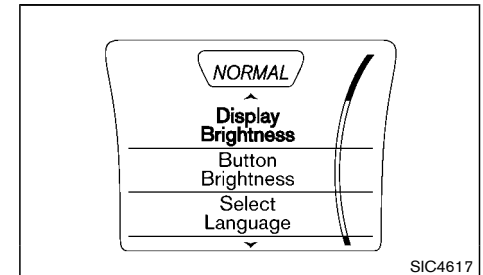 NORMAL
Display
Brightness
Button
Brightness
Select
Language
SIC4617